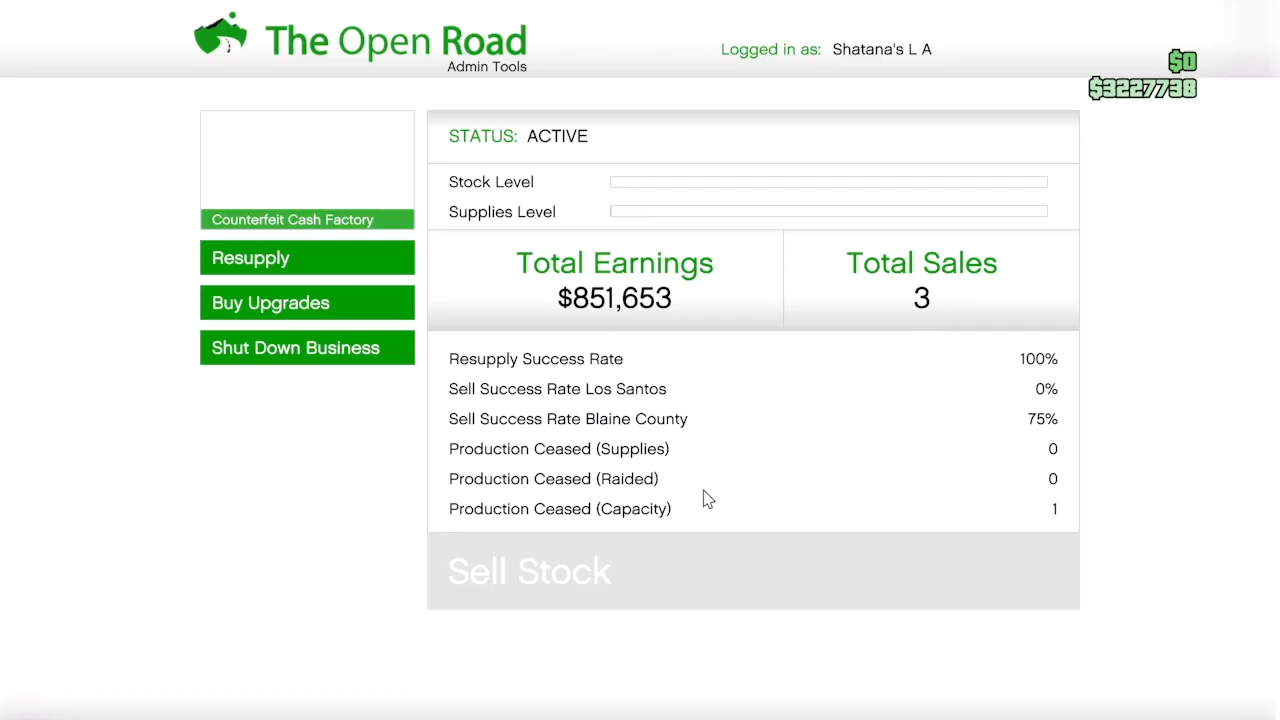 The Open Road
Admin Tools
Logged in as: Shatana's L A
$0
$3227738
Counterfeit Cash Factory
Resupply
Buy Upgrades
Shut Down Business
STATUS: ACTIVE
Stock Level
Supplies Level
Total Earnings
$851,653
Total Sales
3
Resupply Success Rate 100%
Sell Success Rate Los Santos 0%
Sell Success Rate Blaine County 75%
Production Ceased (Supplies) 0
Production Ceased (Raided) 0
Production Ceased (Capacity) 1
Sell Stock